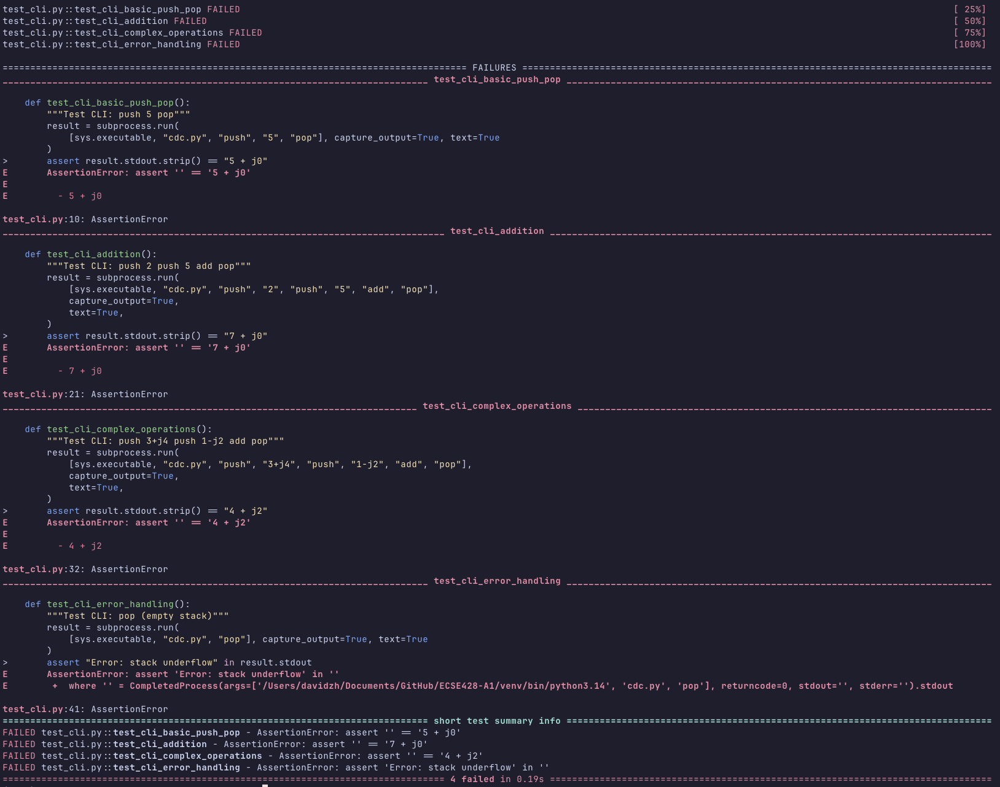 test_cli.py::test_cli_basic_push_pop FAILED [ 25%]
test_cli.py::test_cli_addition FAILED [ 50%]
test_cli.py::test_cli_complex_operations FAILED [ 75%]
test_cli.py::test_cli_error_handling FAILED [100%]
==================================================================================== FAILURES =====================================================================================
_____________________________________________________________________________ test_cli_basic_push_pop _____________________________________________________________________________
    def test_cli_basic_push_pop():
        """Test CLI: push 5 pop"""
        result = subprocess.run(
            [sys.executable, "cdc.py", "push", "5", "pop"], capture_output=True, text=True
        )
>       assert result.stdout.strip() == "5 + j0"
E       AssertionError: assert '' == '5 + j0'
E
E         - 5 + j0
test_cli.py:10: AssertionError
________________________________________________________________________________ test_cli_addition ________________________________________________________________________________
    def test_cli_addition():
        """Test CLI: push 2 push 5 add pop"""
        result = subprocess.run(
            [sys.executable, "cdc.py", "push", "2", "push", "5", "add", "pop"],
            capture_output=True,
            text=True,
        )
>       assert result.stdout.strip() == "7 + j0"
E       AssertionError: assert '' == '7 + j0'
E
E         - 7 + j0
test_cli.py:21: AssertionError
___________________________________________________________________________ test_cli_complex_operations ___________________________________________________________________________
    def test_cli_complex_operations():
        """Test CLI: push 3+j4 push 1-j2 add pop"""
        result = subprocess.run(
            [sys.executable, "cdc.py", "push", "3+j4", "push", "1-j2", "add", "pop"],
            capture_output=True,
            text=True,
        )
>       assert result.stdout.strip() == "4 + j2"
E       AssertionError: assert '' == '4 + j2'
E
E         - 4 + j2
test_cli.py:32: AssertionError
_____________________________________________________________________________ test_cli_error_handling _____________________________________________________________________________
    def test_cli_error_handling():
        """Test CLI: pop (empty stack)"""
        result = subprocess.run(
            [sys.executable, "cdc.py", "pop"], capture_output=True, text=True
        )
>       assert "Error: stack underflow" in result.stdout
E       AssertionError: assert 'Error: stack underflow' in ''
E        +  where '' = CompletedProcess(args=['/Users/davidzh/Documents/GitHub/ECSE428-A1/venv/bin/python3.14', 'cdc.py', 'pop'], returncode=0, stdout='', stderr='').stdout
test_cli.py:41: AssertionError
============================================================================= short test summary info =============================================================================
FAILED test_cli.py::test_cli_basic_push_pop - AssertionError: assert '' == '5 + j0'
FAILED test_cli.py::test_cli_addition - AssertionError: assert '' == '7 + j0'
FAILED test_cli.py::test_cli_complex_operations - AssertionError: assert '' == '4 + j2'
FAILED test_cli.py::test_cli_error_handling - AssertionError: assert 'Error: stack underflow' in ''
================================================================================ 4 failed in 0.19s ================================================================================